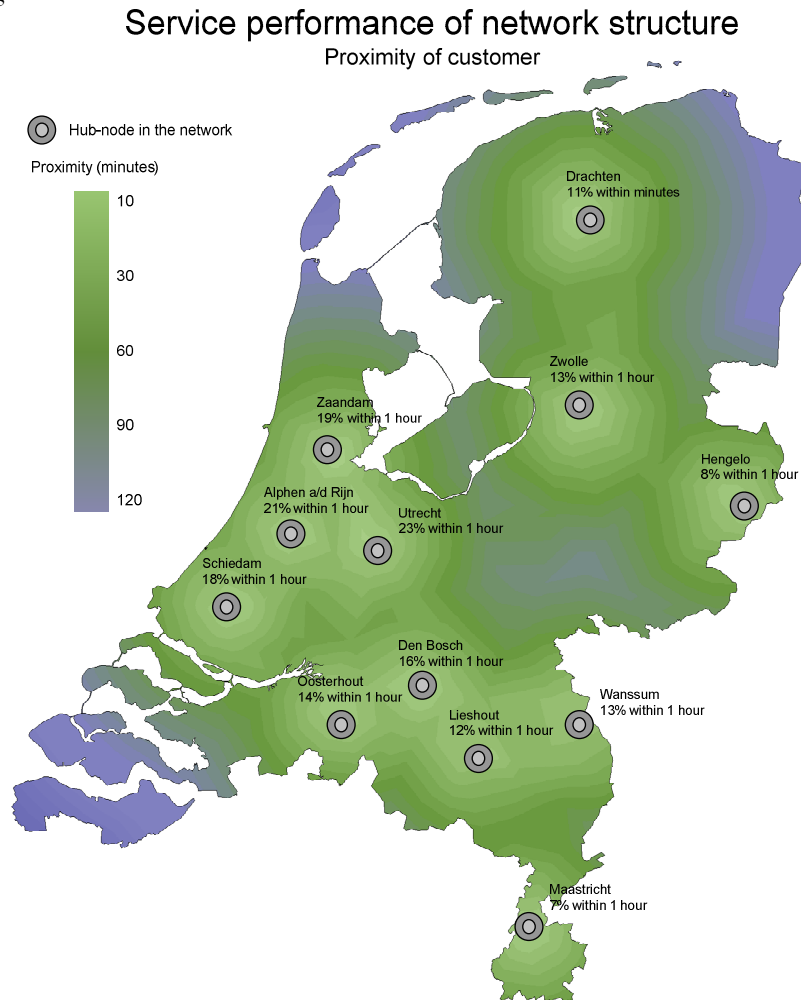 Service performance of network structure
Proximity of customer
Hub-node in the network
Proximity (minutes)
10
30
60
90
120
Drachten
11% within minutes
Zwolle
13% within 1 hour
Zaandam
19% within 1 hour
Hengelo
8% within 1 hour
Alphen a/d Rijn
21% within 1 hour
Utrecht
23% within 1 hour
Schiedam
18% within 1 hour
Den Bosch
16% within 1 hour
Oosterhout
14% within 1 hour
Wanssum
13% within 1 hour
Lieshout
12% within 1 hour
Maastricht
7% within 1 hour